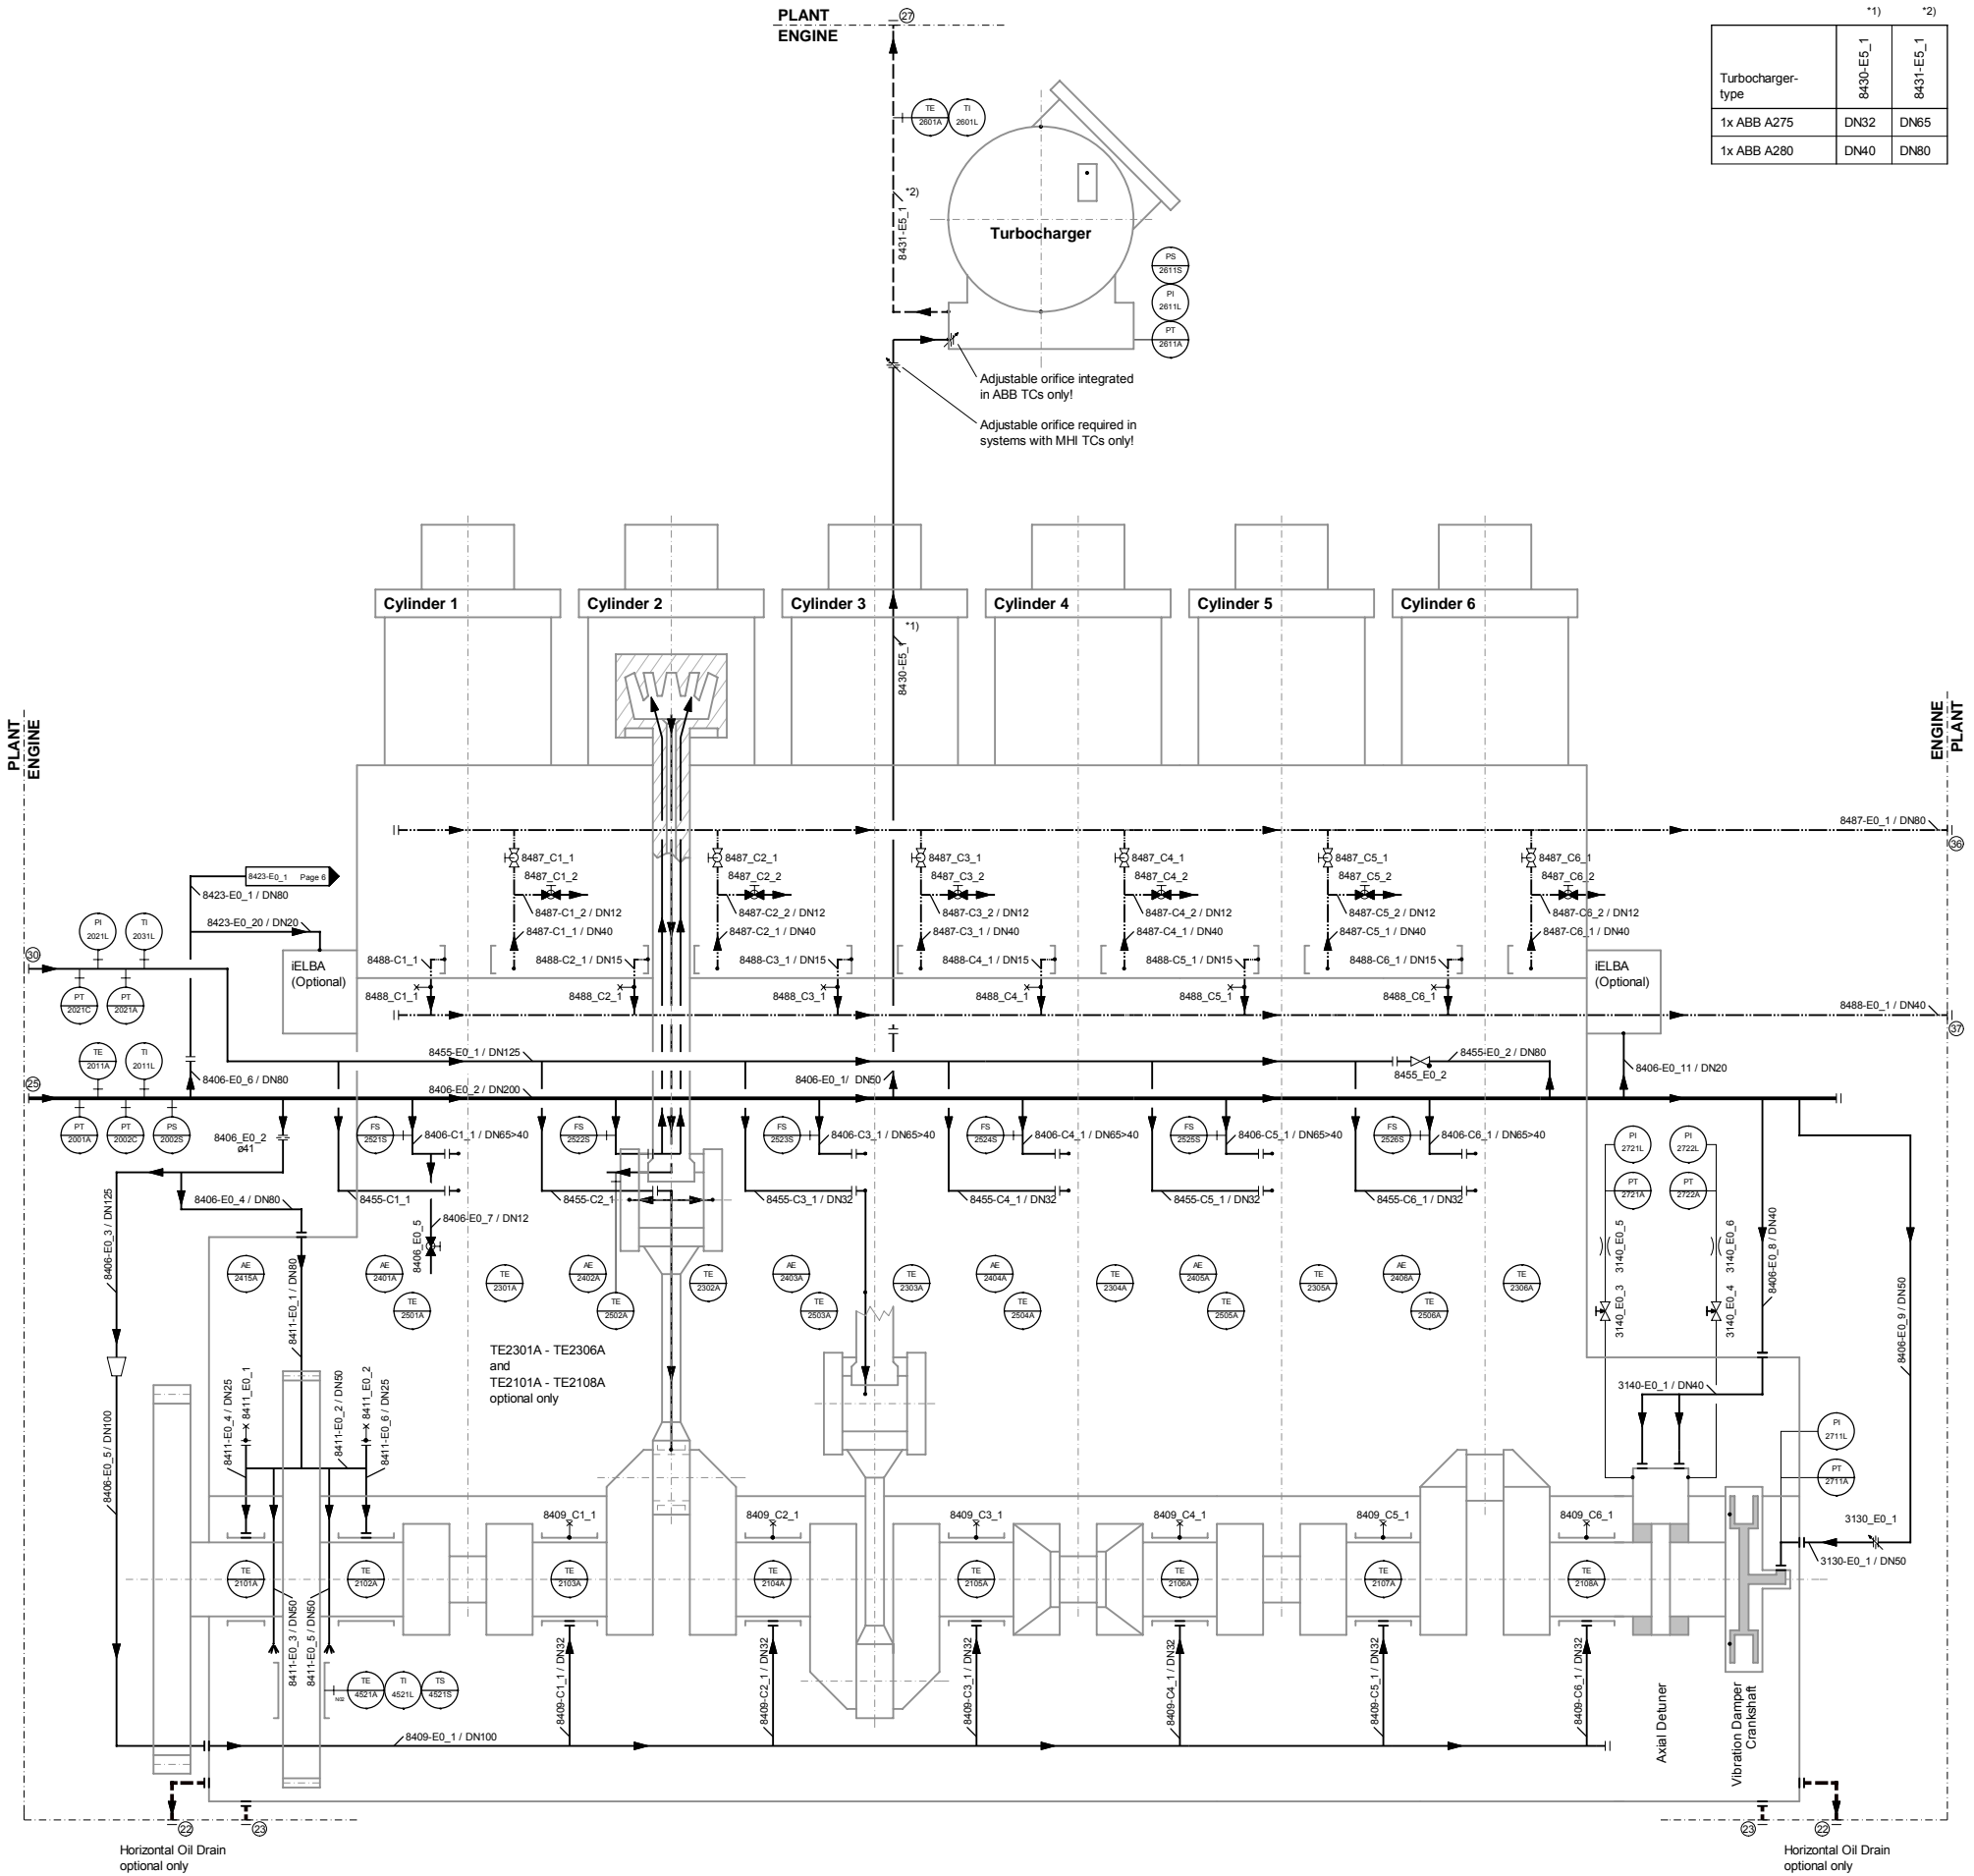 PLANT
27
ENGINE
*1)
*2)
Turbocharger-
type
8430-E5_1
8431-E5_1
1x ABB A275
DN32
DN65
1x ABB A280
DN40
DN80
TE
2601A
TI
2601L
*2)
8431-E5_1
Turbocharger
PS
2611S
PI
2611L
PT
2611A
Adjustable orifice integrated
in ABB TCs only!
Adjustable orifice required in
systems with MHI TCs only!
Cylinder 1
Cylinder 2
Cylinder 3
Cylinder 4
Cylinder 5
Cylinder 6
*1)
8430-E5_1
PLANT
ENGINE
ENGINE
PLANT
8487-E0_1 / DN80
36
8487_C1_1
8487_C2_1
8487_C3_1
8487_C4_1
8487_C5_1
8487_C6_1
8487_C1_2
8487_C2_2
8487_C3_2
8487_C4_2
8487_C5_2
8487_C6_2
8423-E0_1 Page 6
8423-E0_1 / DN80
8487-C1_2 / DN12
8487-C2_2 / DN12
8487-C3_2 / DN12
8487-C4_2 / DN12
8487-C5_2 / DN12
8487-C6_2 / DN12
8423-E0_20 / DN20
8487-C1_1 / DN40
8487-C2_1 / DN40
8487-C3_1 / DN40
8487-C4_1 / DN40
8487-C5_1 / DN40
8487-C6_1 / DN40
PI
2021L
TI
2031L
30
iELBA
(Optional)
8488-C1_1
8488-C2_1 / DN15
8488-C3_1 / DN15
8488-C4_1 / DN15
8488-C5_1 / DN15
8488-C6_1 / DN15
iELBA
(Optional)
PT
2021C
PT
2021A
8488_C1_1
8488_C2_1
8488_C3_1
8488_C4_1
8488_C5_1
8488_C6_1
8488-E0_1 / DN40
37
TE
2011A
TI
2011L
8455-E0_1 / DN125
8455-E0_2 / DN80
8455_E0_2
8406-E0_11 / DN20
25
8406-E0_6 / DN80
8406-E0_2 / DN200
8406-E0_1/ DN50
PT
2001A
PT
2002C
PS
2002S
8406_E0_2
ø41
FS
2521S
8406-C1_1 / DN65>40
FS
2522S
FS
2523S
8406-C3_1 / DN65>40
FS
2524S
8406-C4_1 / DN65>40
FS
2525S
8406-C5_1 / DN65>40
FS
2526S
8406-C6_1 / DN65>40
PI
2721L
PI
2722L
PT
2721A
PT
2722A
8406-E0_4 / DN80
8455-C1_1
8455-C2_1
8455-C3_1 / DN32
8455-C4_1 / DN32
8455-C5_1 / DN32
8455-C6_1 / DN32
8406-E0_3 / DN125
8406-E0_7 / DN12
8406_E0_5
3140_E0_5
3140_E0_6
8406-E0_8 / DN40
AE
2415A
AE
2401A
TE
2301A
AE
2402A
TE
2302A
AE
2403A
TE
2303A
AE
2404A
TE
2304A
AE
2405A
TE
2305A
AE
2406A
TE
2306A
TE
2501A
TE
2502A
TE
2503A
TE
2504A
TE
2505A
TE
2506A
8411-E0_1 / DN80
3140_E0_3
3140_E0_4
8406-E0_9 / DN50
TE2301A - TE2306A
and
TE2101A - TE2108A
optional only
3140-E0_1 / DN40
8411-E0_4 / DN25
8411_E0_1
8411-E0_2 / DN50
8411_E0_2
8411-E0_6 / DN25
8406-E0_5 / DN100
PI
2711L
PT
2711A
8409_C1_1
8409_C2_1
8409_C3_1
8409_C4_1
8409_C5_1
8409_C6_1
3130_E0_1
3130-E0_1 / DN50
TE
2101A
TE
2102A
TE
2103A
TE
2104A
TE
2105A
TE
2106A
TE
2107A
TE
2108A
8411-E0_3 / DN50
8411-E0_5 / DN50
TE
4521A
TI
4521L
TS
4521S
8409-C1_1 / DN32
8409-C2_1 / DN32
8409-C3_1 / DN32
8409-C4_1 / DN32
8409-C5_1 / DN32
8409-C6_1 / DN32
Axial Detuner
Vibration Damper
Crankshaft
8409-E0_1 / DN100
22
23
23
22
Horizontal Oil Drain
optional only
Horizontal Oil Drain
optional only